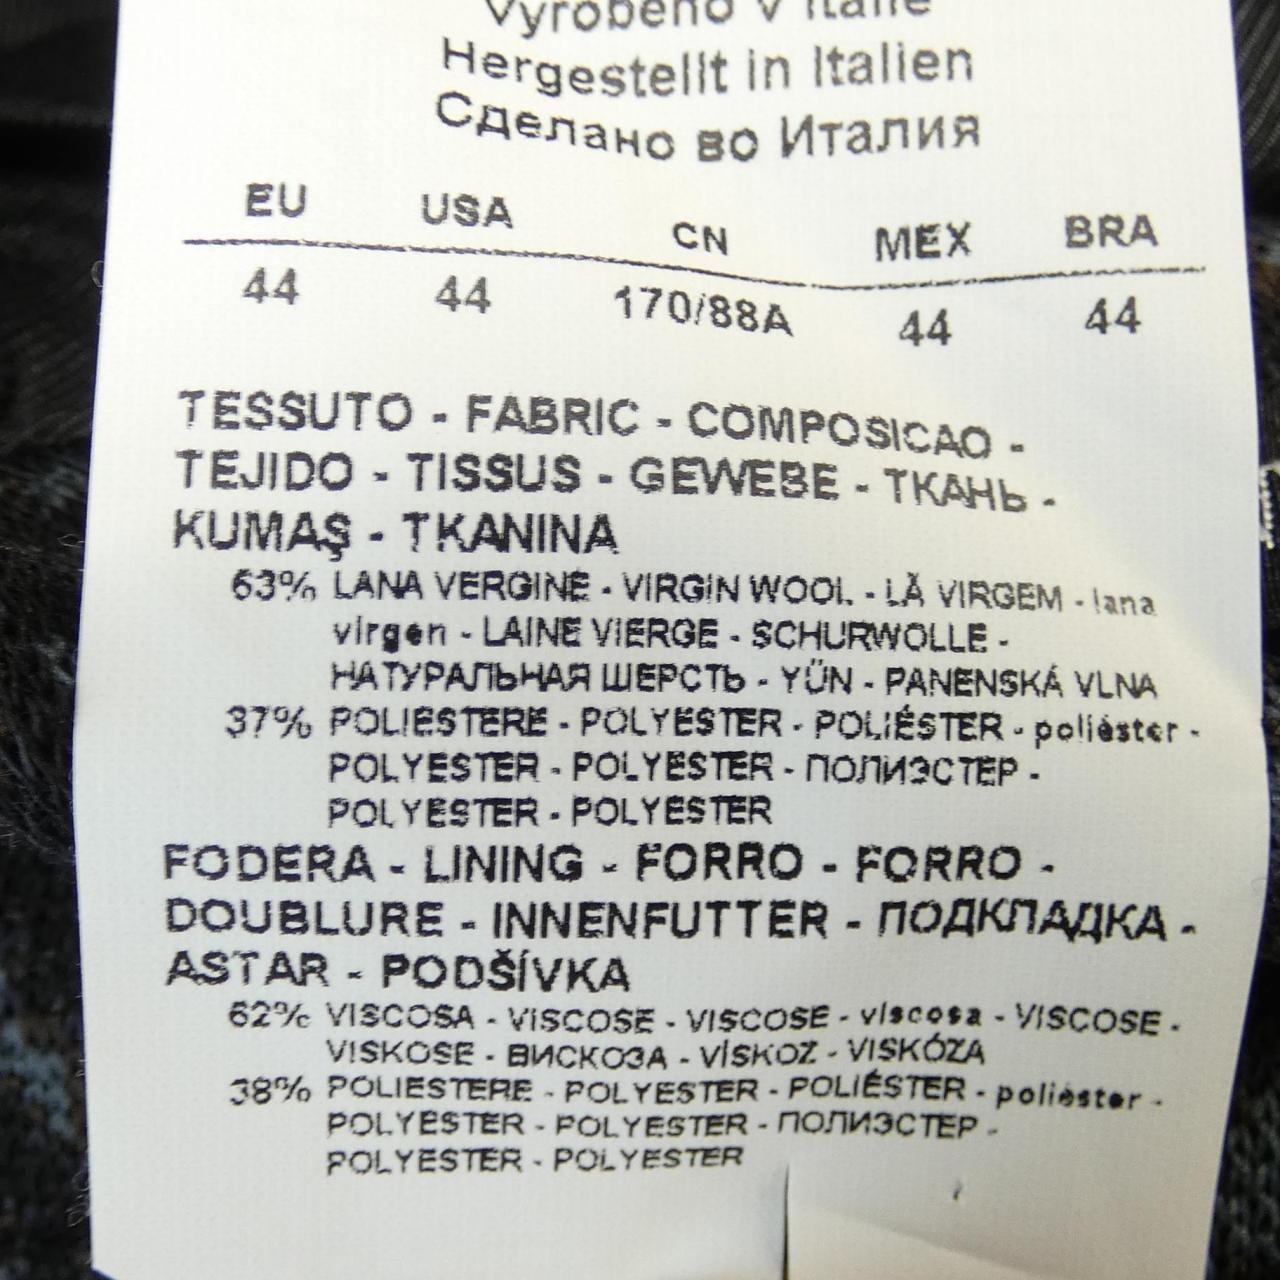 Vyrobeno v Itálie
Hergestellt in Italien
Сделано во Италия
EU USA CN MEX BRA
44 44 170/88A 44 44
TESSUTO - FABRIC - COMPOSICAO -
TEJIDO - TISSUS - GEWEBE - ТКАНЬ -
KUMAŞ - TKANINA
63% LANA VERGINE - VIRGIN WOOL - LÃ VIRGEM - lana
virgen - LAINE VIERGE - SCHURWOLLE -
НАТУРАЛЬНАЯ ШЕРСТЬ - YÜN - PANENSKÁ VLNA
37% POLIESTERE - POLYESTER - POLIÉSTER - poliéster -
POLYESTER - POLYESTER - ПОЛИЭСТЕР -
POLYESTER - POLYESTER
FODERA - LINING - FORRO - FORRO -
DOUBLURE - INNENFUTTER - ПОДКЛАДКА -
ASTAR - PODŠÍVKA
62% VISCOSA - VISCOSE - VISCOSE - viscosa - VISCOSE -
VISKOSE - ВИСКОЗА - VİSKOZ - VISKÓZA
38% POLIESTERE - POLYESTER - POLIÉSTER - poliéster -
POLYESTER - POLYESTER - ПОЛИЭСТЕР -
POLYESTER - POLYESTER